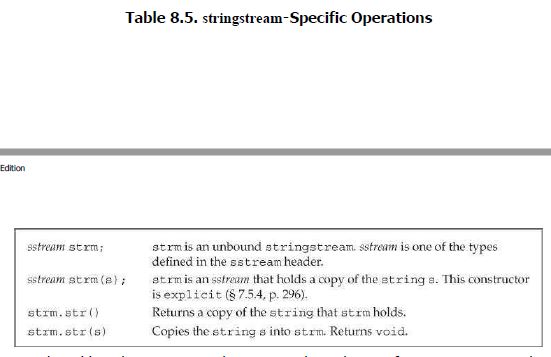 Table 8.5. stringstream-Specific Operations
Edition
sstream strm; strm is an unbound stringstream. sstream is one of the types
defined in the sstream header.
sstream strm(s); strm is an sstream that holds a copy of the string s. This constructor
is explicit (§ 7.5.4, p. 296).
strm.str() Returns a copy of the string that strm holds.
strm.str(s) Copies the string s into strm. Returns void.